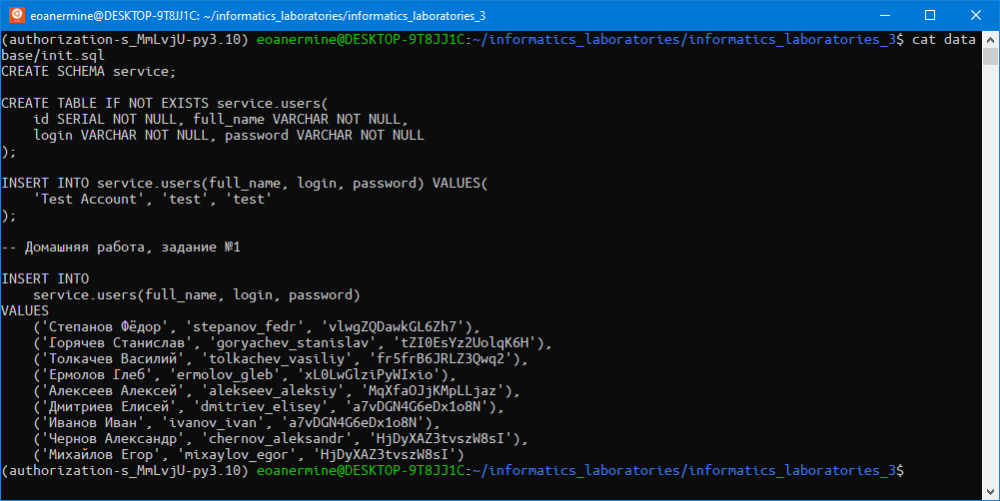 eoanermine@DESKTOP-9T8JJ1C: ~/informatics_laboratories/informatics_laboratories_3
(authorization-s_MmLvjU-py3.10) eoanermine@DESKTOP-9T8JJ1C:~/informatics_laboratories/informatics_laboratories_3$ cat data
base/init.sql
CREATE SCHEMA service;

CREATE TABLE IF NOT EXISTS service.users(
    id SERIAL NOT NULL, full_name VARCHAR NOT NULL,
    login VARCHAR NOT NULL, password VARCHAR NOT NULL
);

INSERT INTO service.users(full_name, login, password) VALUES(
    'Test Account', 'test', 'test'
);

-- Домашняя работа, задание №1

INSERT INTO
    service.users(full_name, login, password)
VALUES
    ('Степанов Фёдор', 'stepanov_fedr', 'vlwgZQDawkGL6Zh7'),
    ('Горячев Станислав', 'goryachev_stanislav', 'tZI0EsYz2UolqK6H'),
    ('Толкачев Василий', 'tolkachev_vasiliy', 'fr5frB6JRLZ3Qwq2'),
    ('Ермолов Глеб', 'ermolov_gleb', 'xL0LwGlziPyWIxio'),
    ('Алексеев Алексей', 'alekseev_aleksiy', 'MqXfaOJjKMpLLjaz'),
    ('Дмитриев Елисей', 'dmitriev_elisey', 'a7vDGN4G6eDx1o8N'),
    ('Иванов Иван', 'ivanov_ivan', 'a7vDGN4G6eDx1o8N'),
    ('Чернов Александр', 'chernov_aleksandr', 'HjDyXAZ3tvszW8sI'),
    ('Михайлов Егор', 'mixaylov_egor', 'HjDyXAZ3tvszW8sI')
(authorization-s_MmLvjU-py3.10) eoanermine@DESKTOP-9T8JJ1C:~/informatics_laboratories/informatics_laboratories_3$